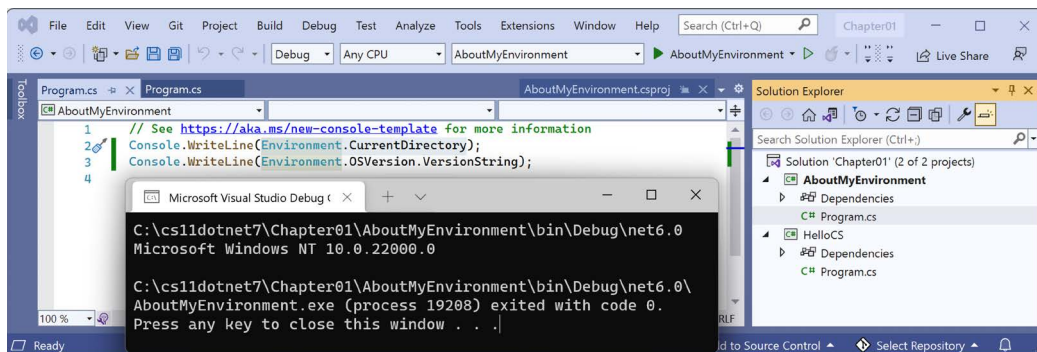 File Edit View Git Project Build Debug Test Analyze Tools Extensions Window Help Search (Ctrl+Q) Chapter01
Debug Any CPU AboutMyEnvironment AboutMyEnvironment Live Share
Toolbox
Program.cs Program.cs AboutMyEnvironment.csproj
AboutMyEnvironment
1 // See https://aka.ms/new-console-template for more information
2 Console.WriteLine(Environment.CurrentDirectory);
3 Console.WriteLine(Environment.OSVersion.VersionString);
4
Microsoft Visual Studio Debug
C:\cs11dotnet7\Chapter01\AboutMyEnvironment\bin\Debug\net6.0
Microsoft Windows NT 10.0.22000.0
C:\cs11dotnet7\Chapter01\AboutMyEnvironment\bin\Debug\net6.0\
AboutMyEnvironment.exe (process 19208) exited with code 0.
Press any key to close this window . . .
100 % RLF
Solution Explorer
Search Solution Explorer (Ctrl+;)
Solution 'Chapter01' (2 of 2 projects)
AboutMyEnvironment
Dependencies
C# Program.cs
HelloCS
Dependencies
C# Program.cs
Ready d to Source Control Select Repository